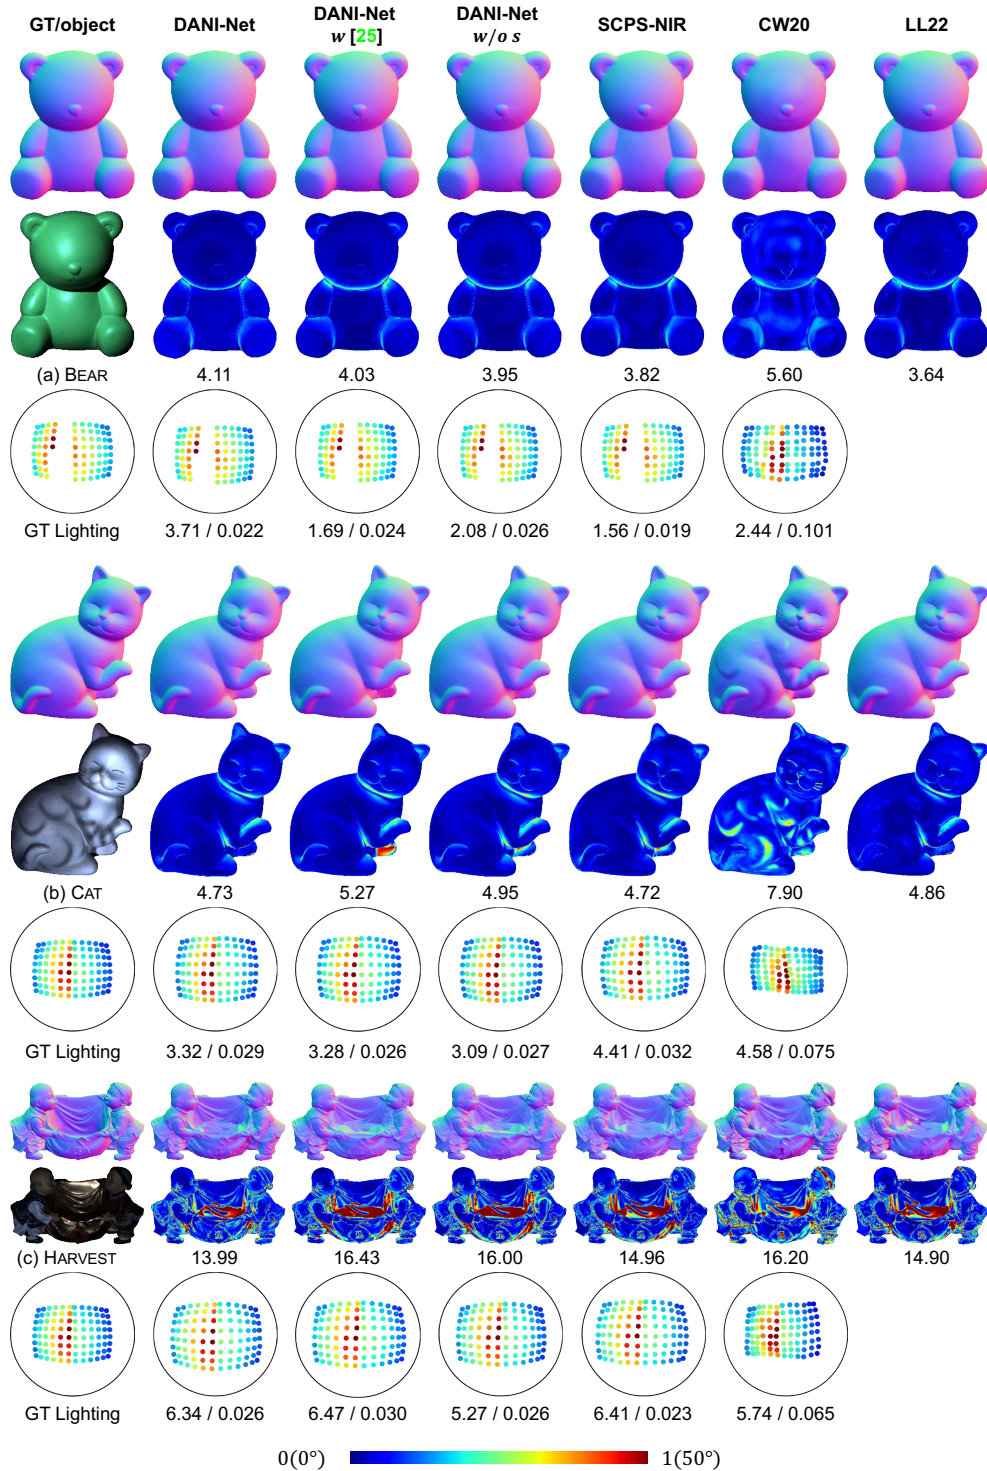 GT/object DANI-Net DANI-Net w [25] DANI-Net w/o s SCPS-NIR CW20 LL22
(a) BEAR 4.11 4.03 3.95 3.82 5.60 3.64
GT Lighting 3.71 / 0.022 1.69 / 0.024 2.08 / 0.026 1.56 / 0.019 2.44 / 0.101
(b) CAT 4.73 5.27 4.95 4.72 7.90 4.86
GT Lighting 3.32 / 0.029 3.28 / 0.026 3.09 / 0.027 4.41 / 0.032 4.58 / 0.075
(c) HARVEST 13.99 16.43 16.00 14.96 16.20 14.90
GT Lighting 6.34 / 0.026 6.47 / 0.030 5.27 / 0.026 6.41 / 0.023 5.74 / 0.065
0(0°) 1(50°)